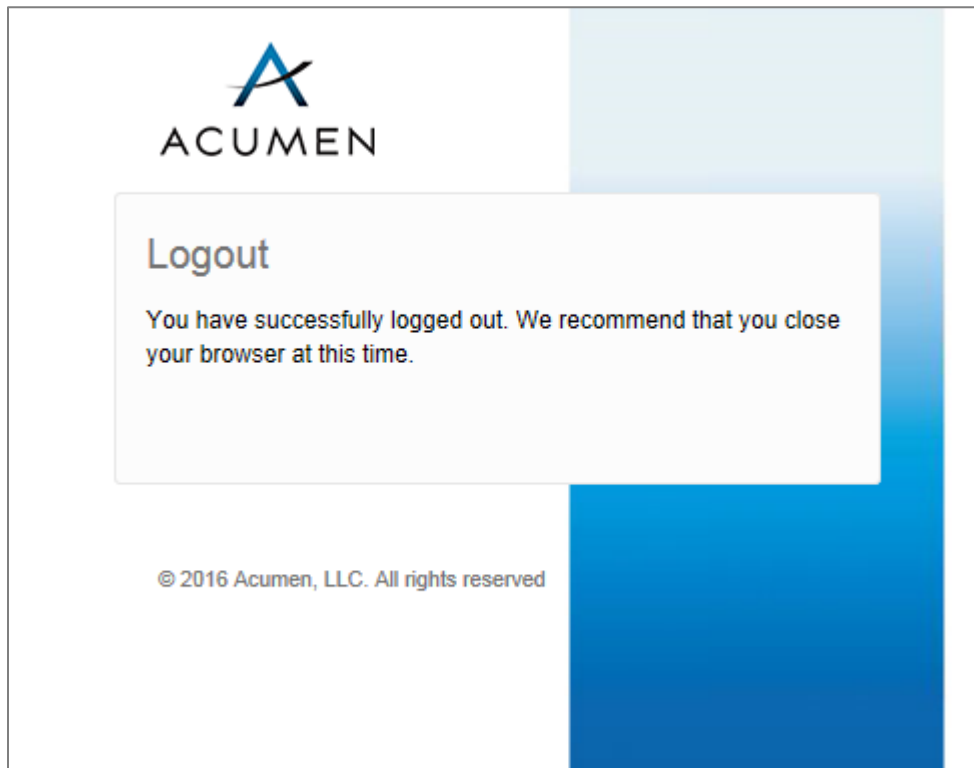 ACUMEN
Logout
You have successfully logged out. We recommend that you close
your browser at this time.
© 2016 Acumen, LLC. All rights reserved